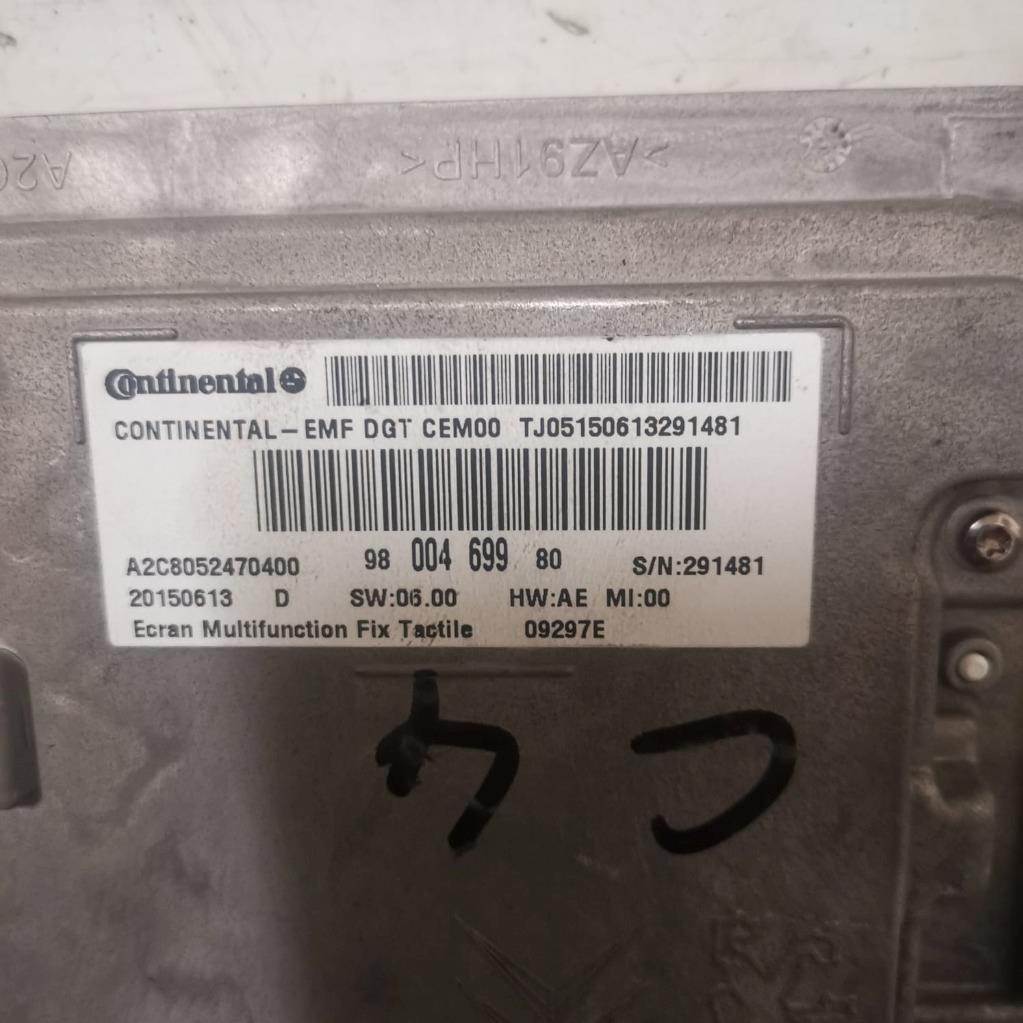 >AZ91HP<
Continental
CONTINENTAL-EMF DGT CEM00 TJ05150613291481
A2C8052470400 98 004 699 80 S/N:291481
20150613 D SW:06.00 HW:AE MI:00
Ecran Multifunction Fix Tactile 09297E
C4